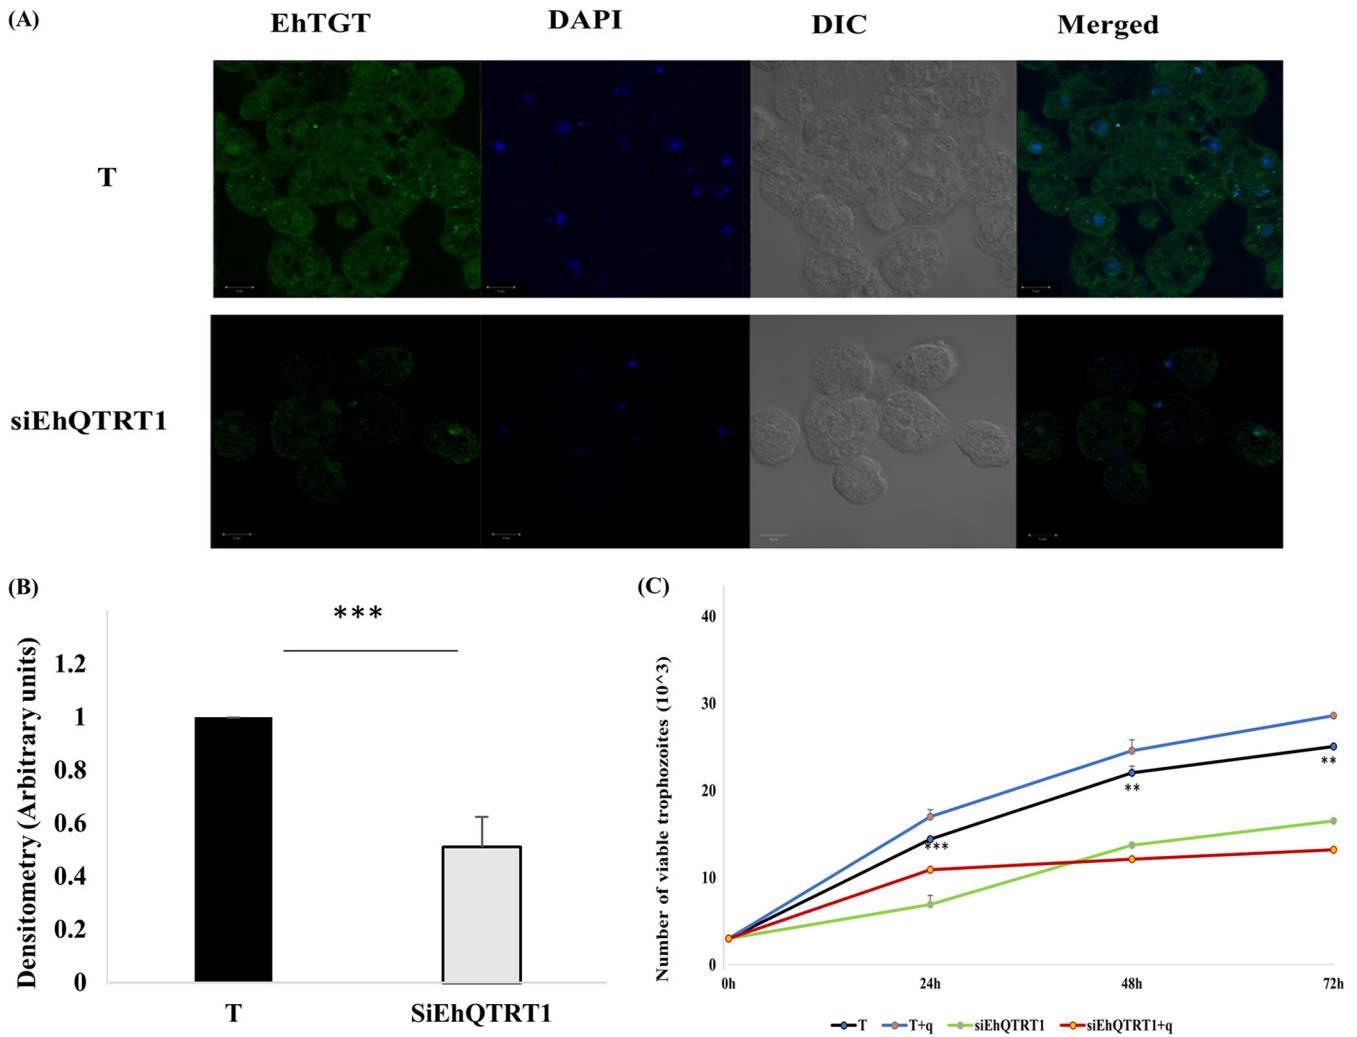 (A)
EhTGT DAPI DIC Merged
T
siEhQTRT1
(B)
***
Densitometry (Arbitrary units)
1.2
1
0.8
0.6
0.4
0.2
0
T SiEhQTRT1
(C)
Number of viable trophozoites (10^3)
40
30
20
10
0
***
**
**
0h 24h 48h 72h
T T+q siEhQTRT1 siEhQTRT1+q